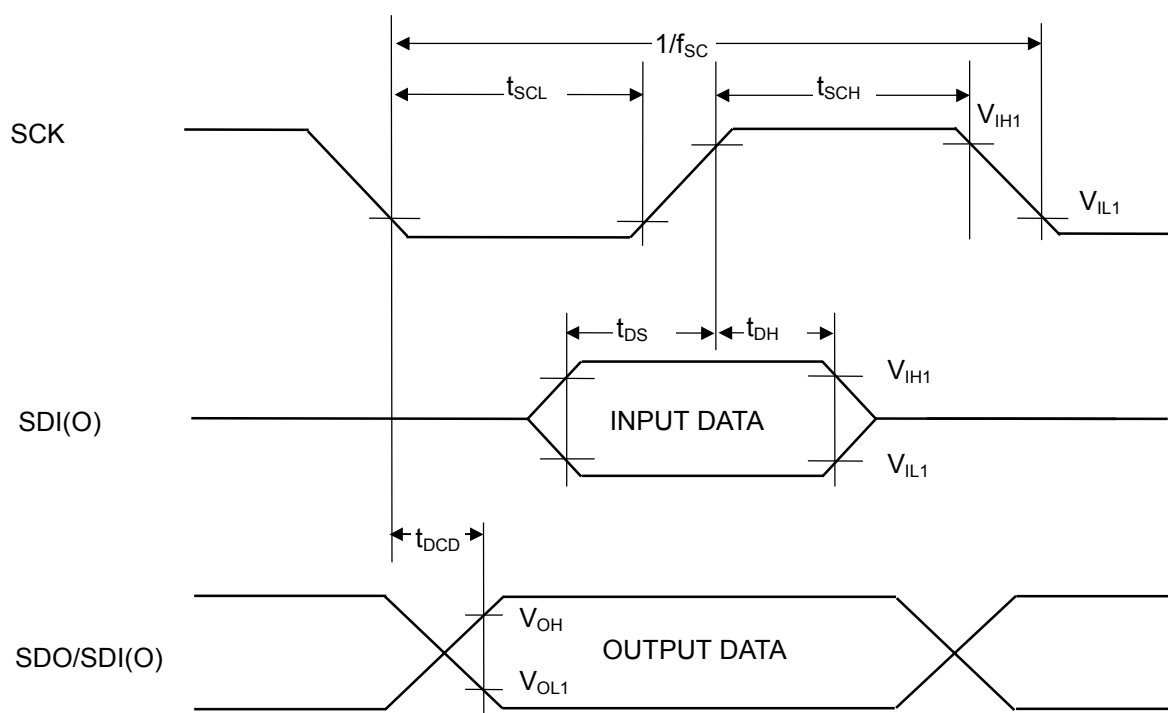 1/fSC
tSCL
tSCH
SCK
VIH1
VIL1
tDS
tDH
VIH1
SDI(O)
INPUT DATA
VIL1
tDCD
VOH
SDO/SDI(O)
OUTPUT DATA
VOL1